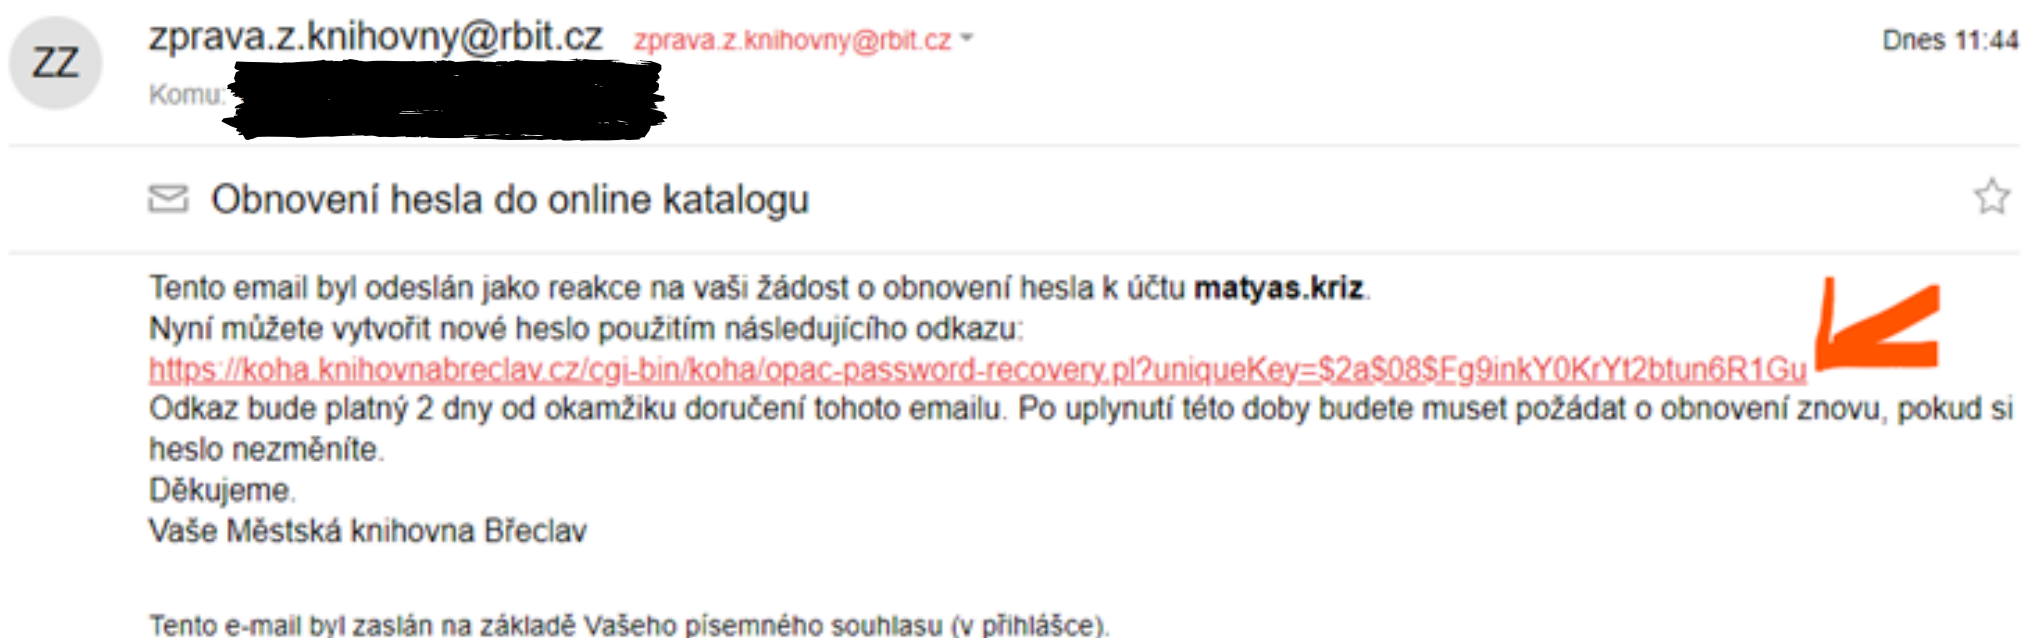 ZZ
zprava.z.knihovny@rbit.cz zprava.z.knihovny@rbit.cz Dnes 11:44
Komu:
Obnovení hesla do online katalogu
Tento email byl odeslán jako reakce na vaši žádost o obnovení hesla k účtu matyas.kriz.
Nyní můžete vytvořit nové heslo použitím následujícího odkazu:
https://koha.knihovnabreclav.cz/cgi-bin/koha/opac-password-recovery.pl?uniqueKey=$2a$08$Fg9inkY0KrYt2btun6R1Gu
Odkaz bude platný 2 dny od okamžiku doručení tohoto emailu. Po uplynutí této doby budete muset požádat o obnovení znovu, pokud si
heslo nezměníte.
Děkujeme.
Vaše Městská knihovna Břeclav
Tento e-mail byl zaslán na základě Vašeho písemného souhlasu (v přihlášce).